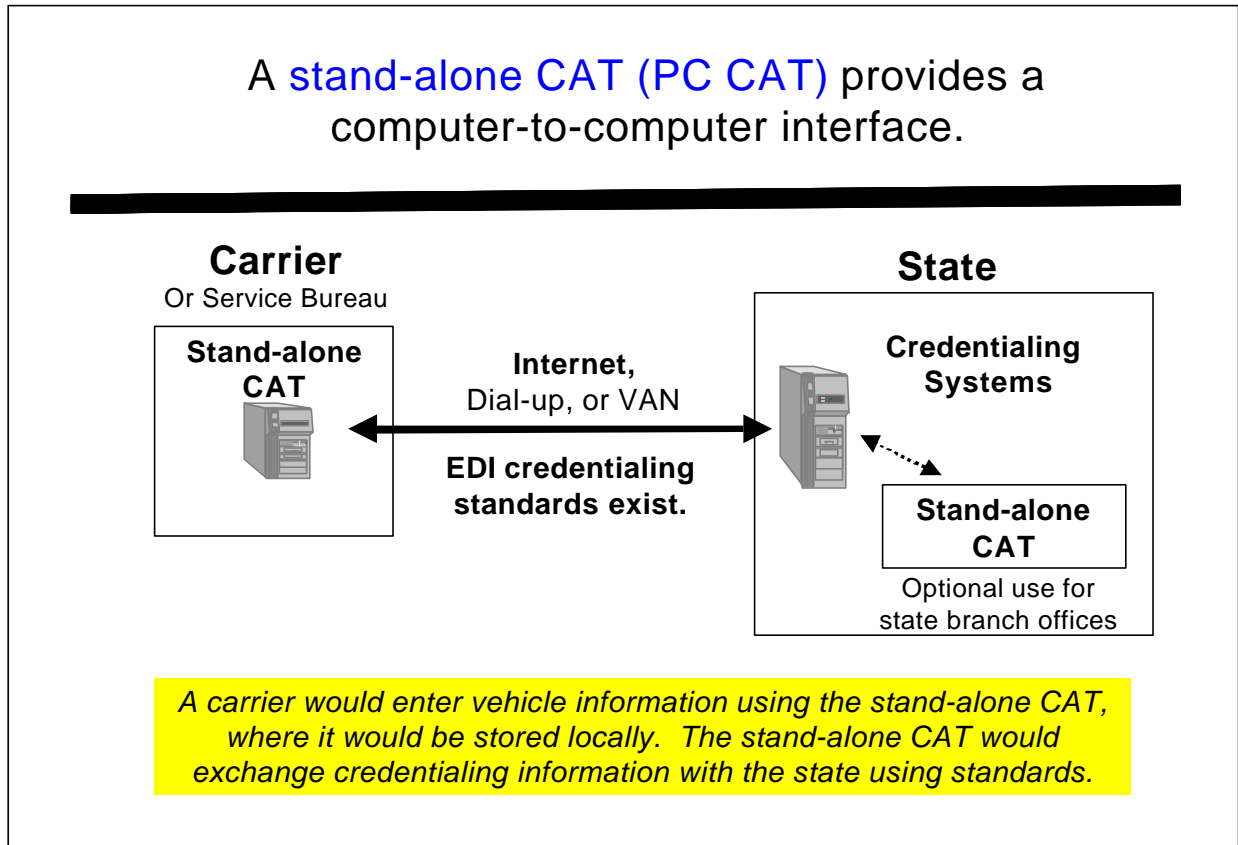 A stand-alone CAT (PC CAT) provides a
computer-to-computer interface.
Carrier
Or Service Bureau
Stand-alone
CAT
Internet,
Dial-up, or VAN
EDI credentialing
standards exist.
State
Credentialing
Systems
Stand-alone
CAT
Optional use for
state branch offices
A carrier would enter vehicle information using the stand-alone CAT,
where it would be stored locally.  The stand-alone CAT would
exchange credentialing information with the state using standards.